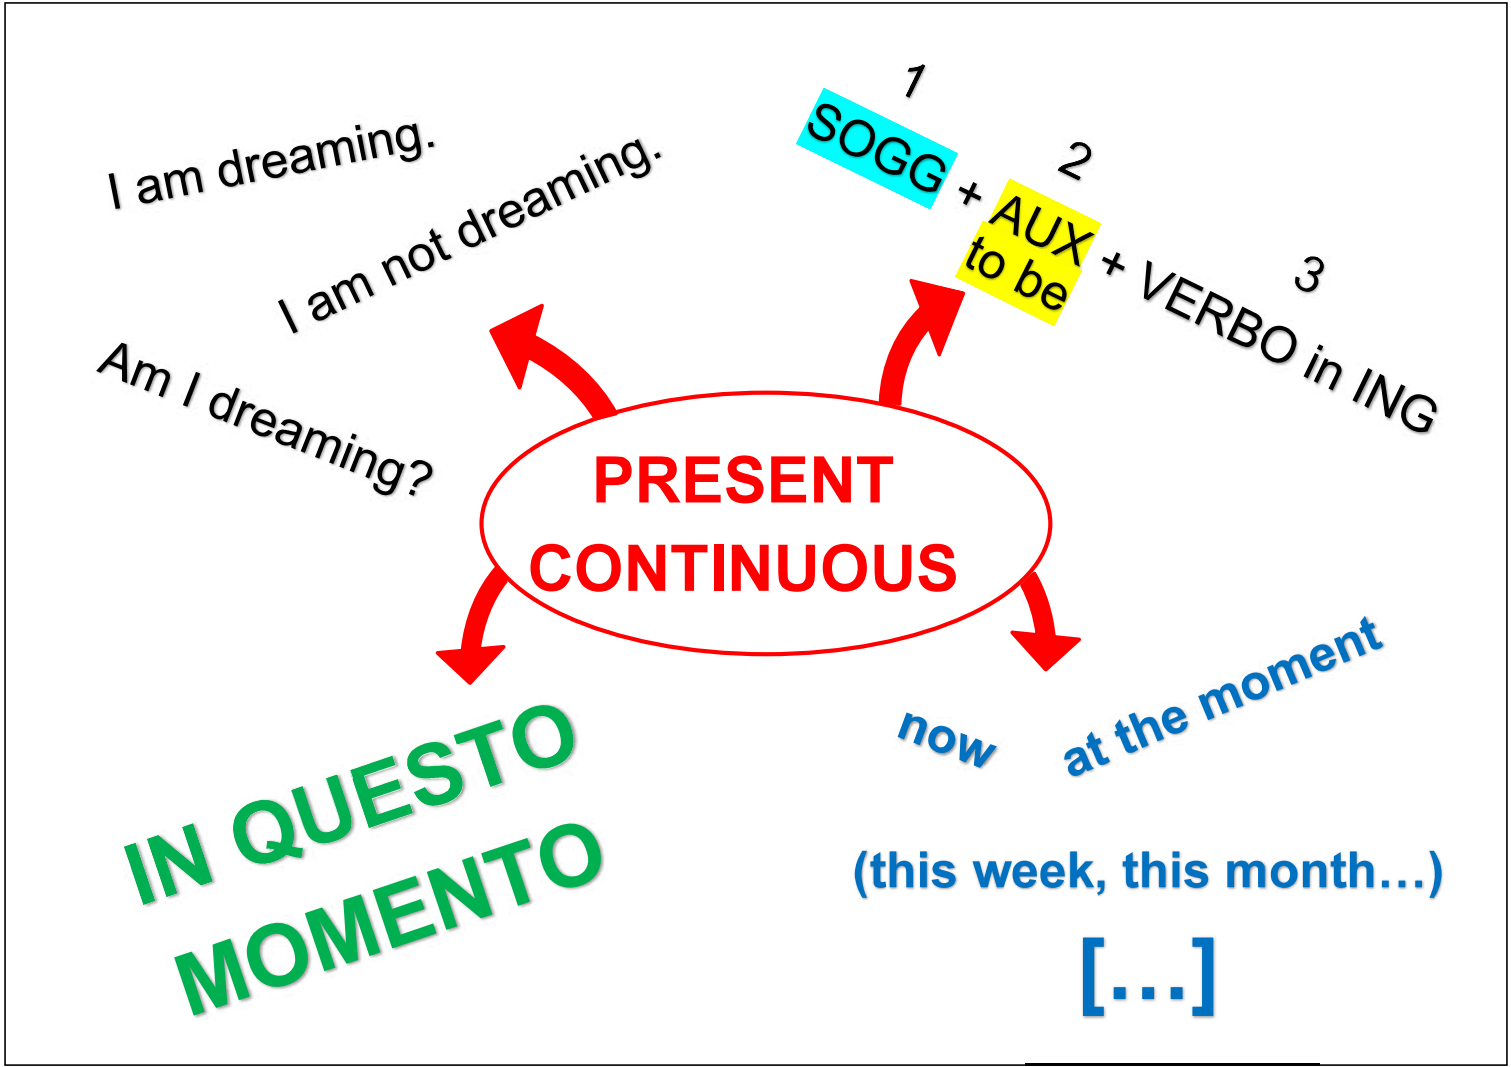 I am dreaming.
I am not dreaming.
Am I dreaming?
1
2
3
SOGG + AUX + VERBO in ING
to be
PRESENT
CONTINUOUS
IN QUESTO
MOMENTO
now
at the moment
(this week, this month…)
[…]